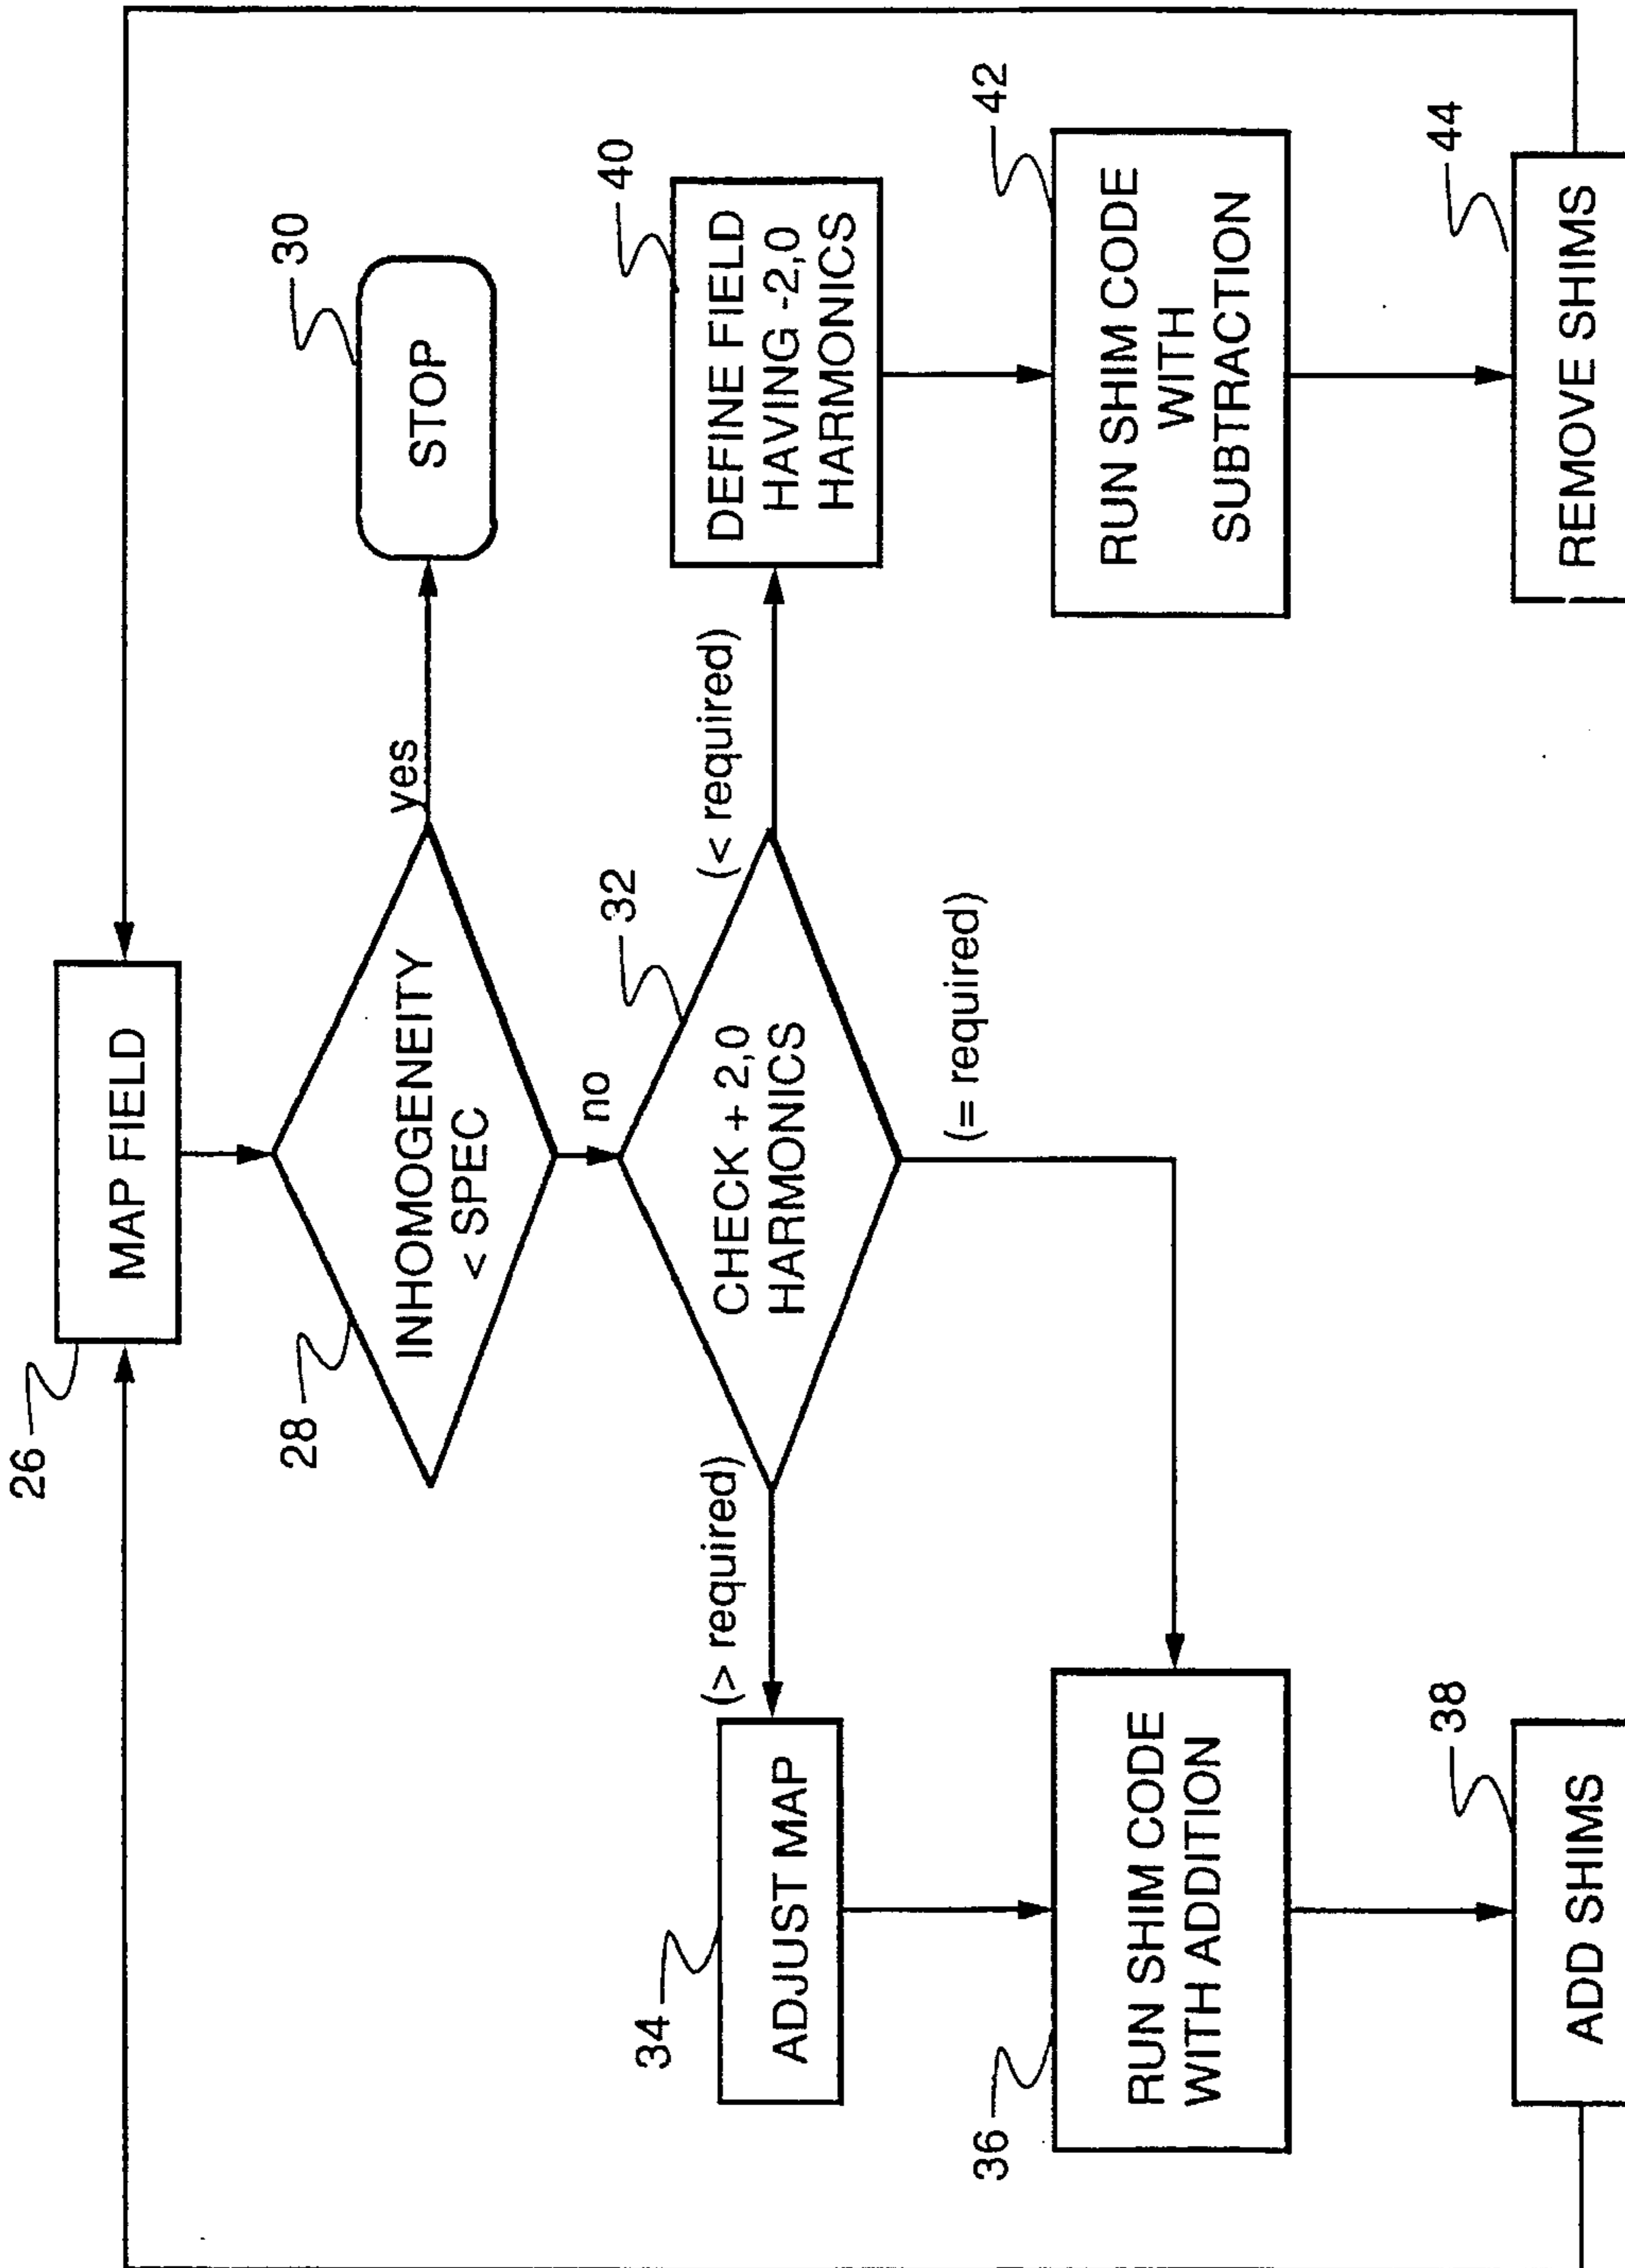 26
MAP FIELD
28
INHOMOGENEITY
< SPEC
yes
30
STOP
no
32
CHECK + 2,0
HARMONICS
(> required)
(< required)
(= required)
34
ADJUST MAP
40
DEFINE FIELD
HAVING -2,0
HARMONICS
36
RUN SHIM CODE
WITH ADDITION
42
RUN SHIM CODE
WITH
SUBTRACTION
38
ADD SHIMS
44
REMOVE SHIMS